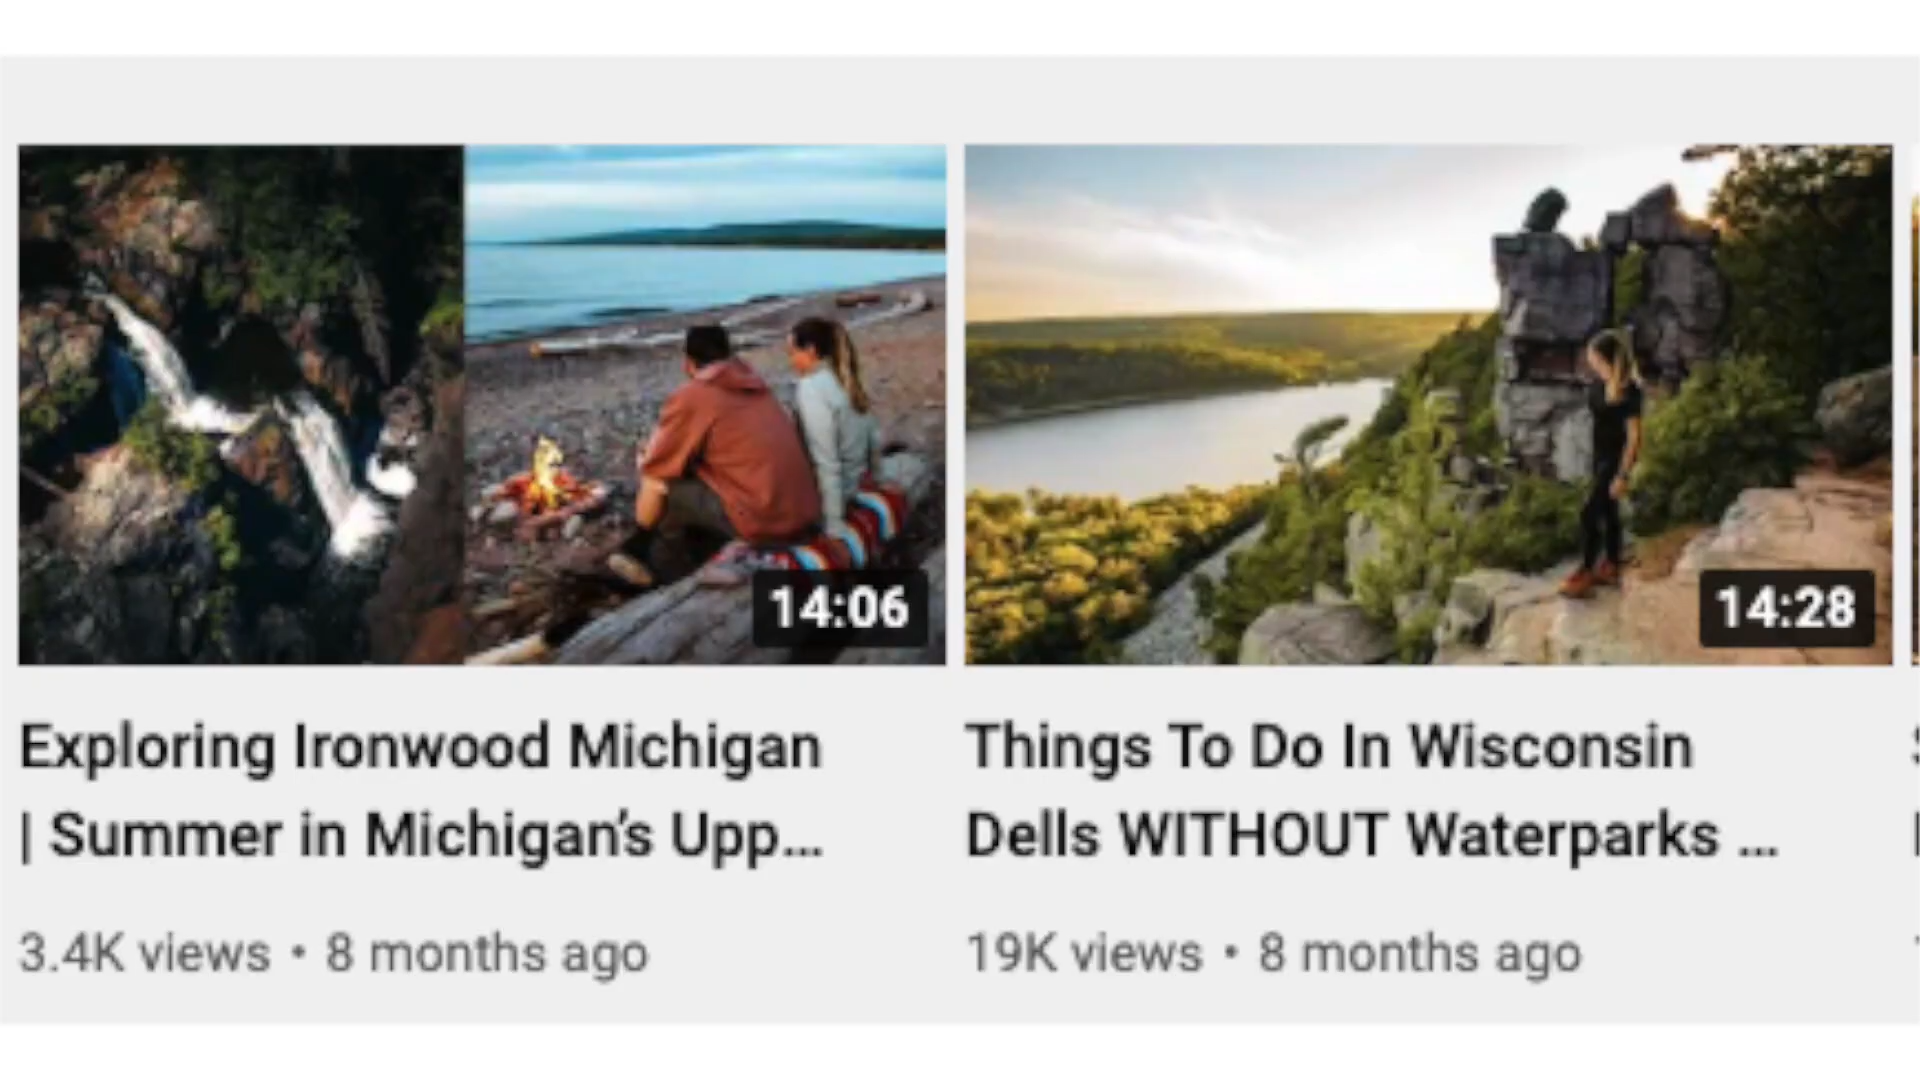 14:06
14:28
Exploring Ironwood Michigan
| Summer in Michigan’s Upp...
3.4K views • 8 months ago
Things To Do In Wisconsin
Dells WITHOUT Waterparks ...
19K views • 8 months ago